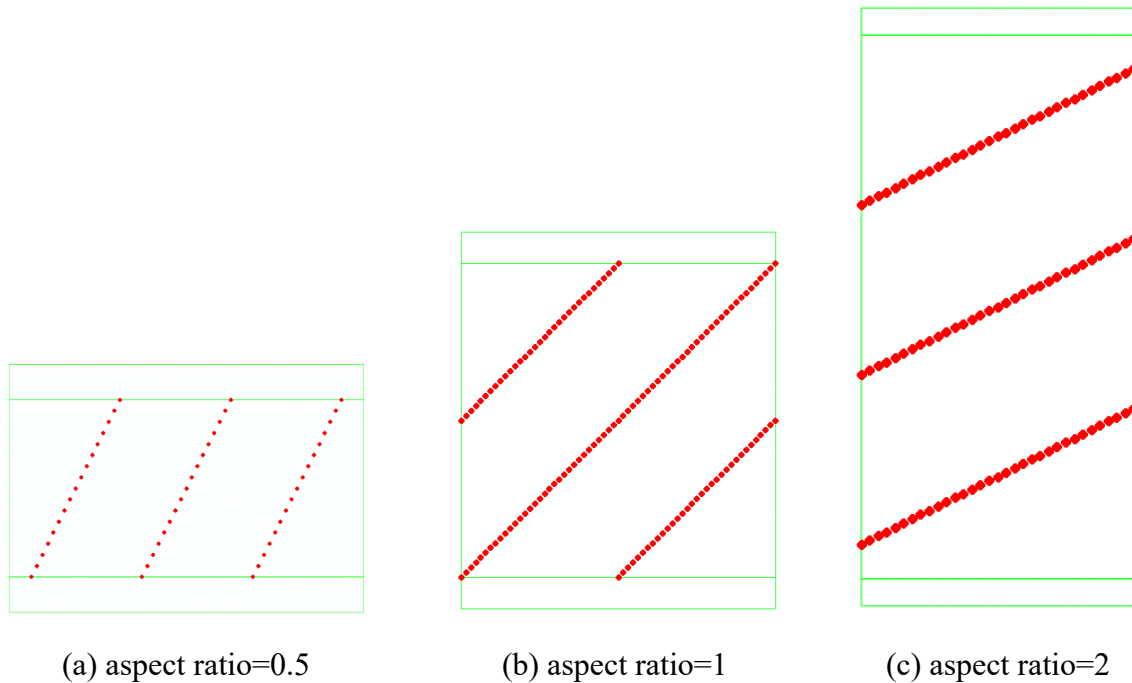 (a) aspect ratio=0.5
(b) aspect ratio=1
(c) aspect ratio=2